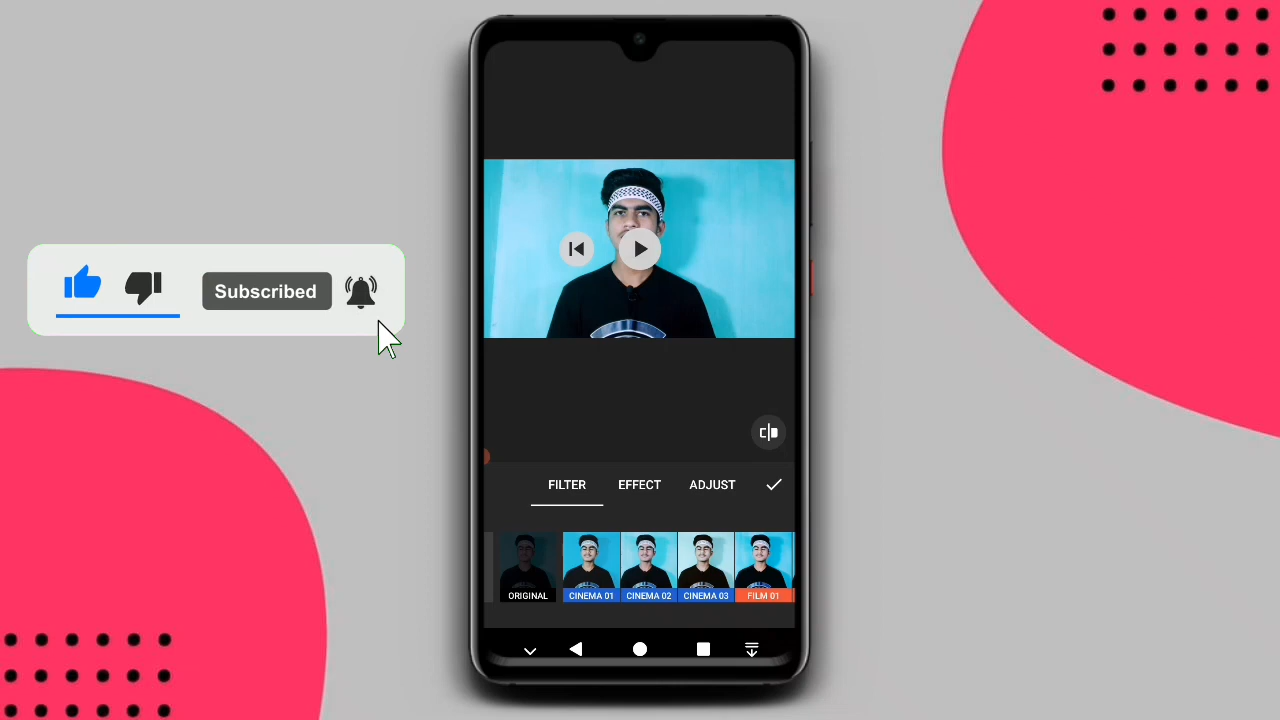 Subscribed
FILTER EFFECT ADJUST
ORIGINAL CINEMA 01 CINEMA 02 CINEMA 03 FILM 01